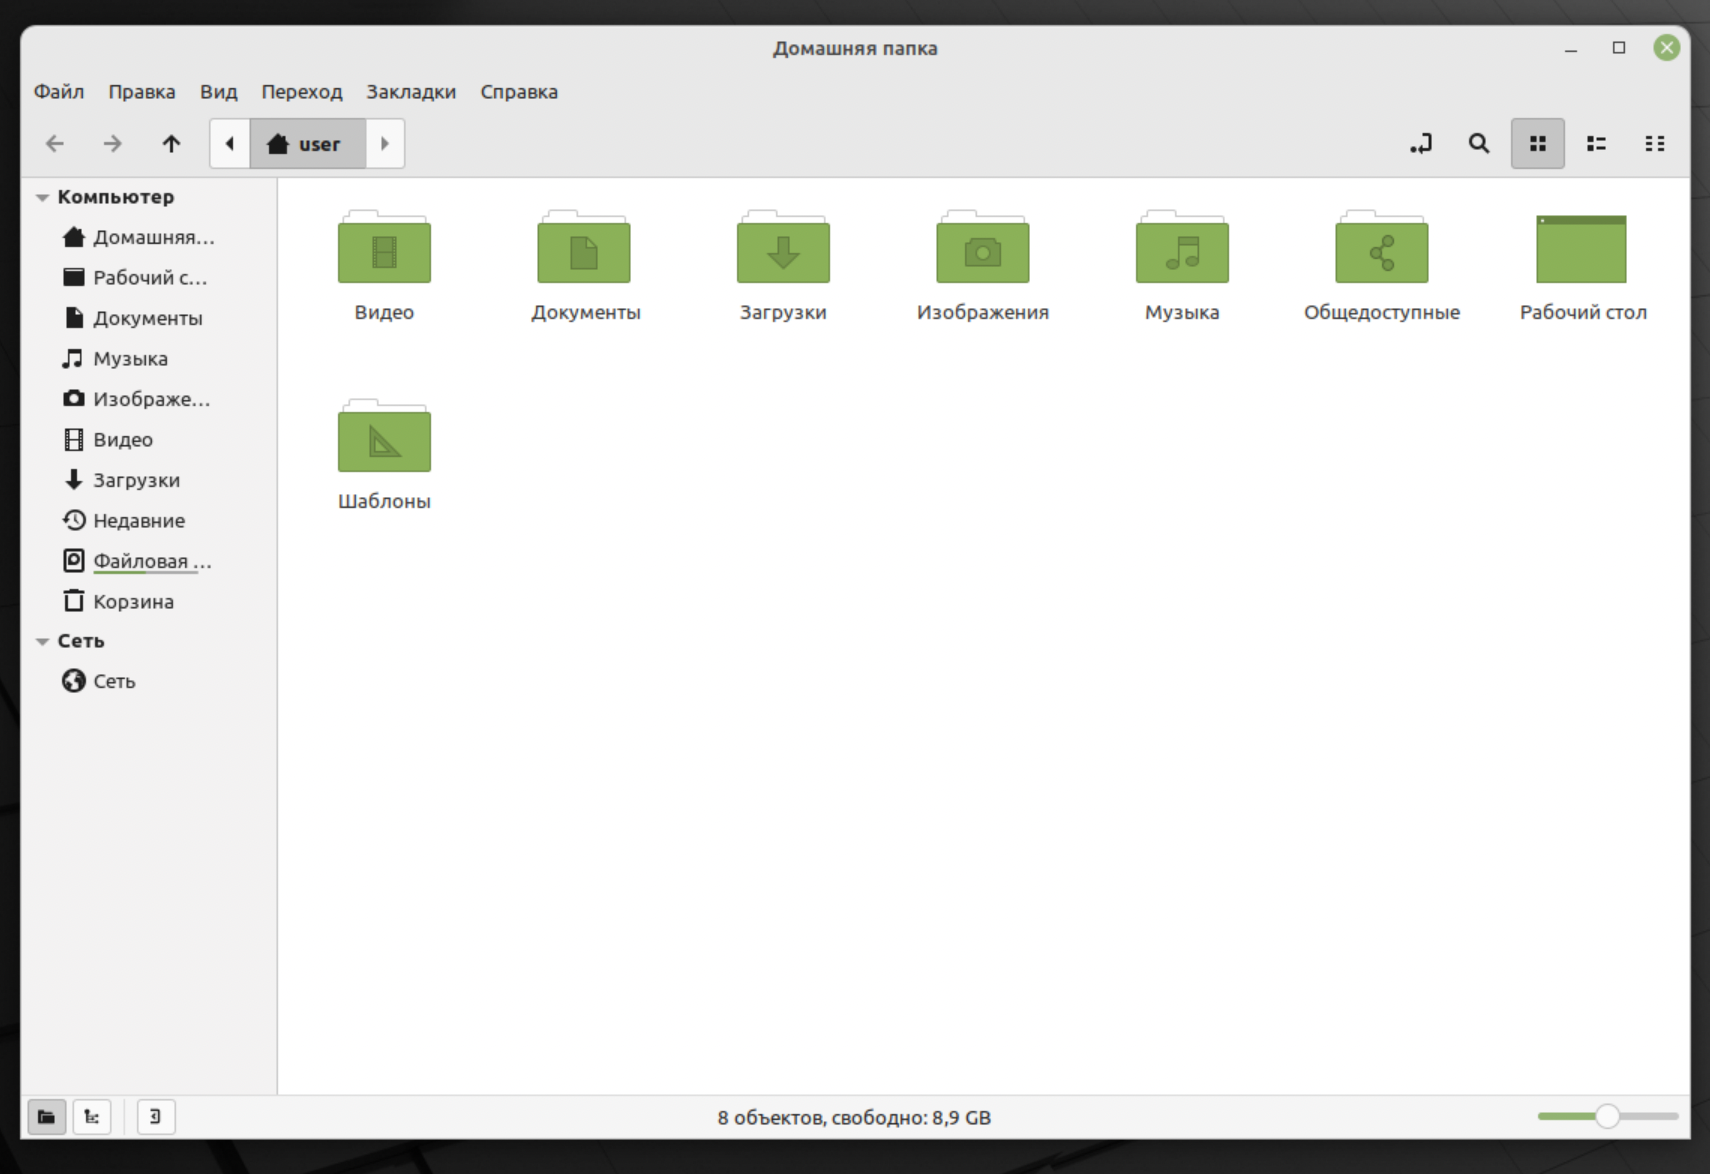 Домашняя папка
Файл Правка Вид Переход Закладки Справка
user
Компьютер
Домашняя...
Рабочий с...
Документы
Музыка
Изображе...
Видео
Загрузки
Недавние
Файловая ...
Корзина
Сеть
Сеть
Видео Документы Загрузки Изображения Музыка Общедоступные Рабочий стол
Шаблоны
8 объектов, свободно: 8,9 GB